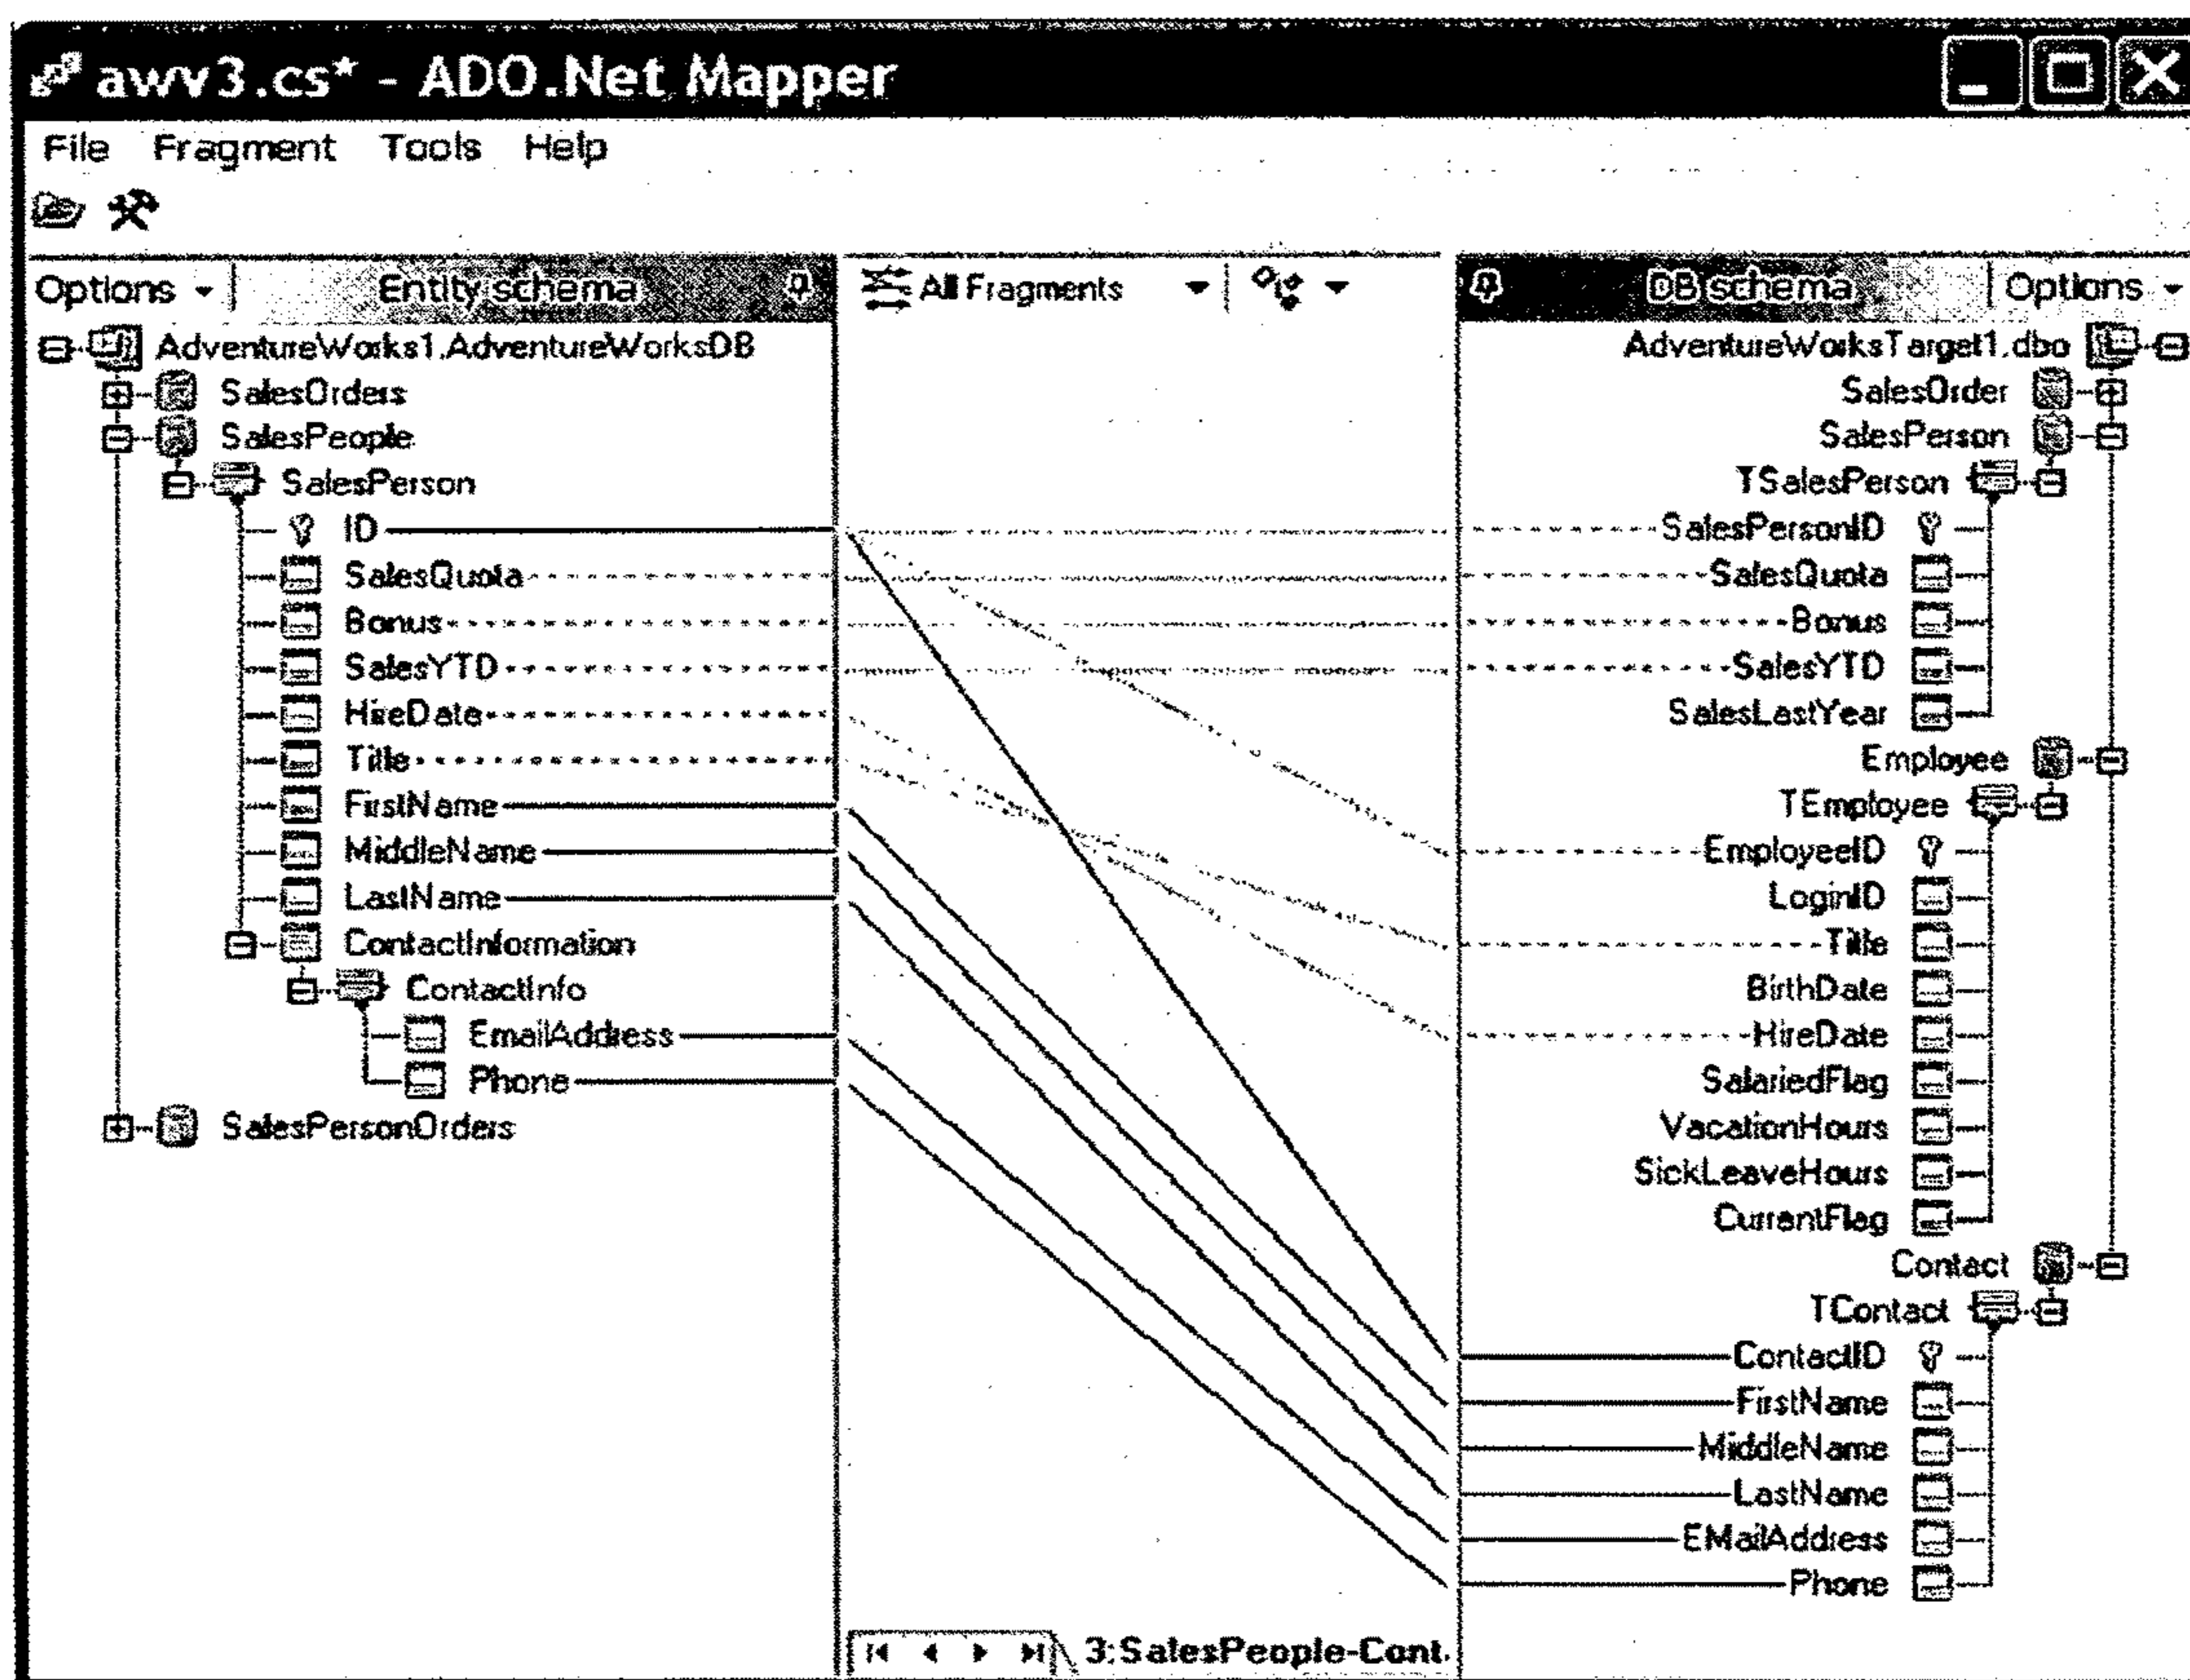 awv3.cs* - ADO.Net Mapper
File Fragment Tools Help
Options Entity schema
AdventureWorks1.AdventureWorksDB
SalesOrders
SalesPeople
SalesPerson
ID
SalesQuota
Bonus
SalesYTD
HireDate
Title
FirstName
MiddleName
LastName
ContactInformation
ContactInfo
EmailAddress
Phone
SalesPersonOrders
All Fragments
3:SalesPeople-Cont.
DB schema Options
AdventureWorksTarget1.dbo
SalesOrder
SalesPerson
TSalesPerson
SalesPersonID
SalesQuota
Bonus
SalesYTD
SalesLastYear
Employee
TEmployee
EmployeeID
LoginID
Title
BirthDate
HireDate
SalariedFlag
VacationHours
SickLeaveHours
CurrentFlag
Contact
TContact
ContactID
FirstName
MiddleName
LastName
EMailAddress
Phone